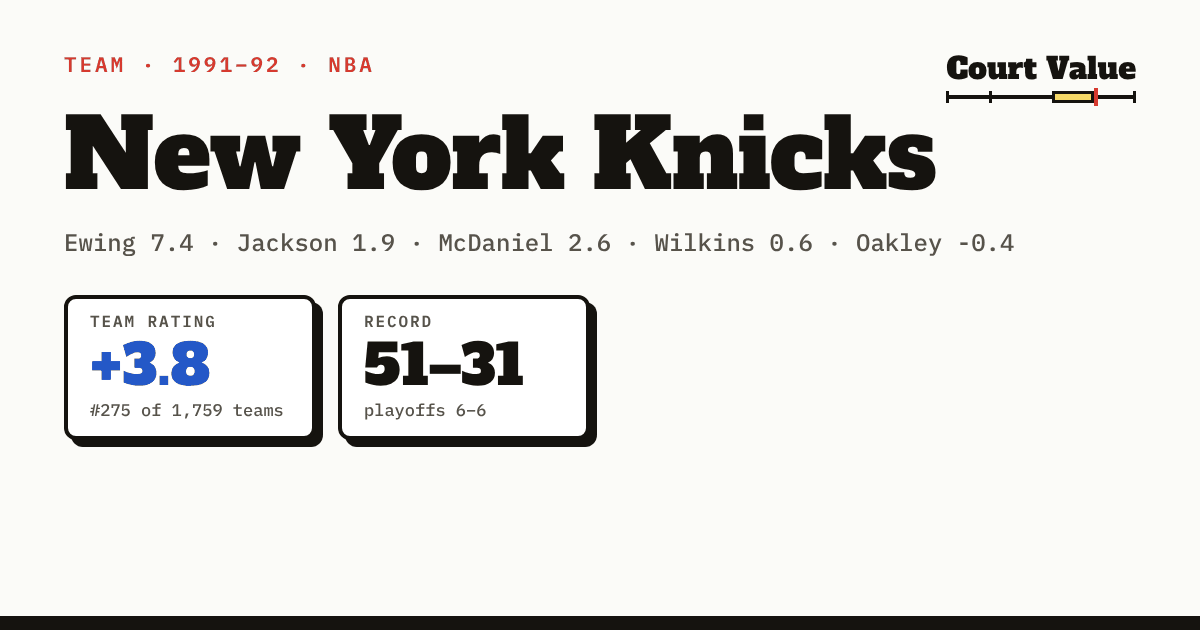 TEAM · 1991–92 · NBA
Court Value
New York Knicks
Ewing 7.4 · Jackson 1.9 · McDaniel 2.6 · Wilkins 0.6 · Oakley -0.4
TEAM RATING
+3.8
#275 of 1,759 teams
RECORD
51–31
playoffs 6–6